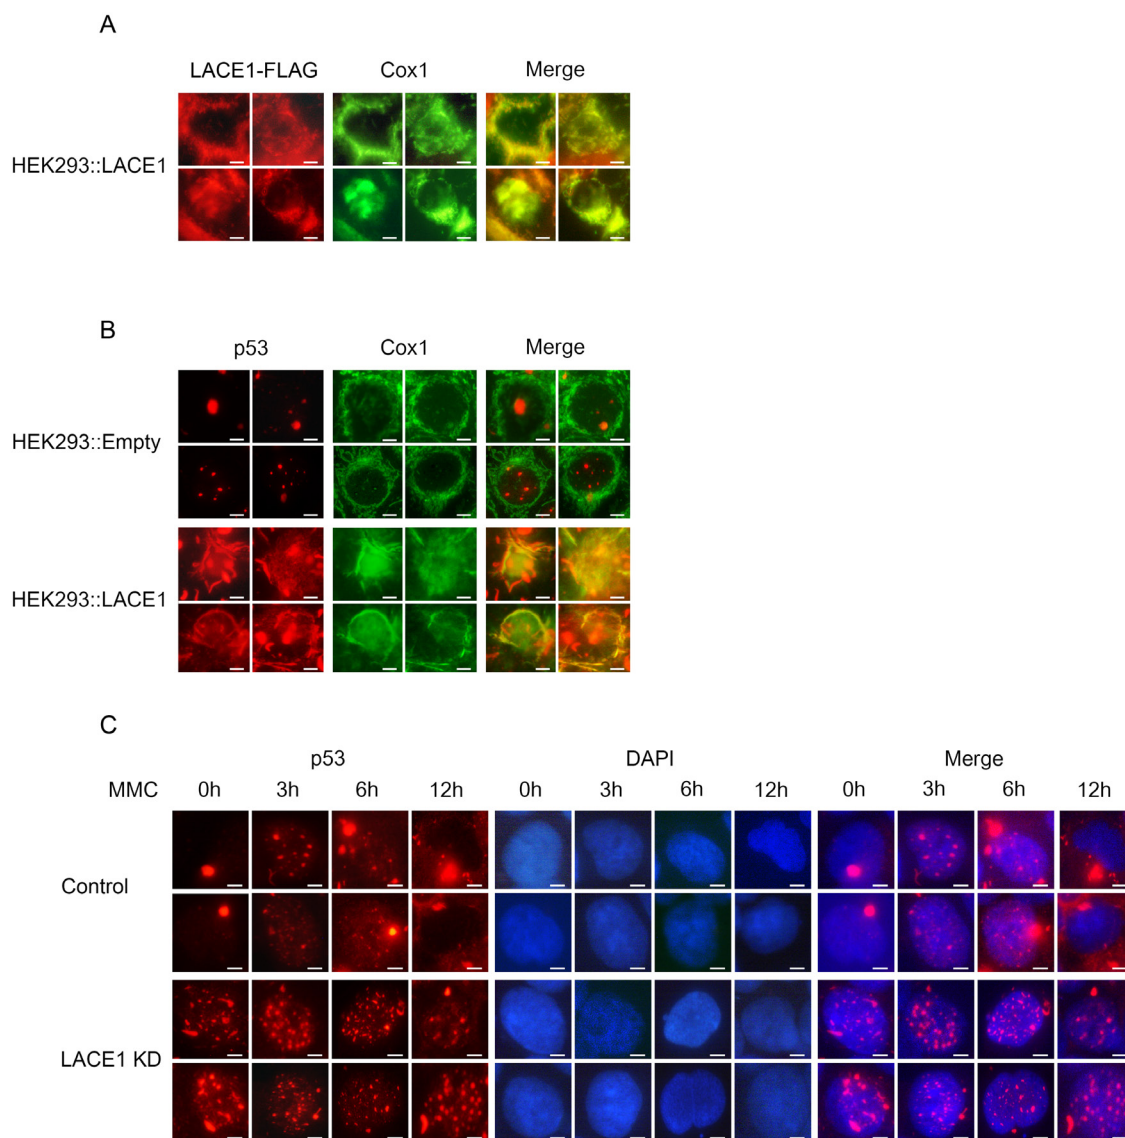 A
LACE1-FLAG Cox1 Merge
HEK293::LACE1
B
p53 Cox1 Merge
HEK293::Empty
HEK293::LACE1
C
p53 DAPI Merge
MMC 0h 3h 6h 12h 0h 3h 6h 12h 0h 3h 6h 12h
Control
LACE1 KD